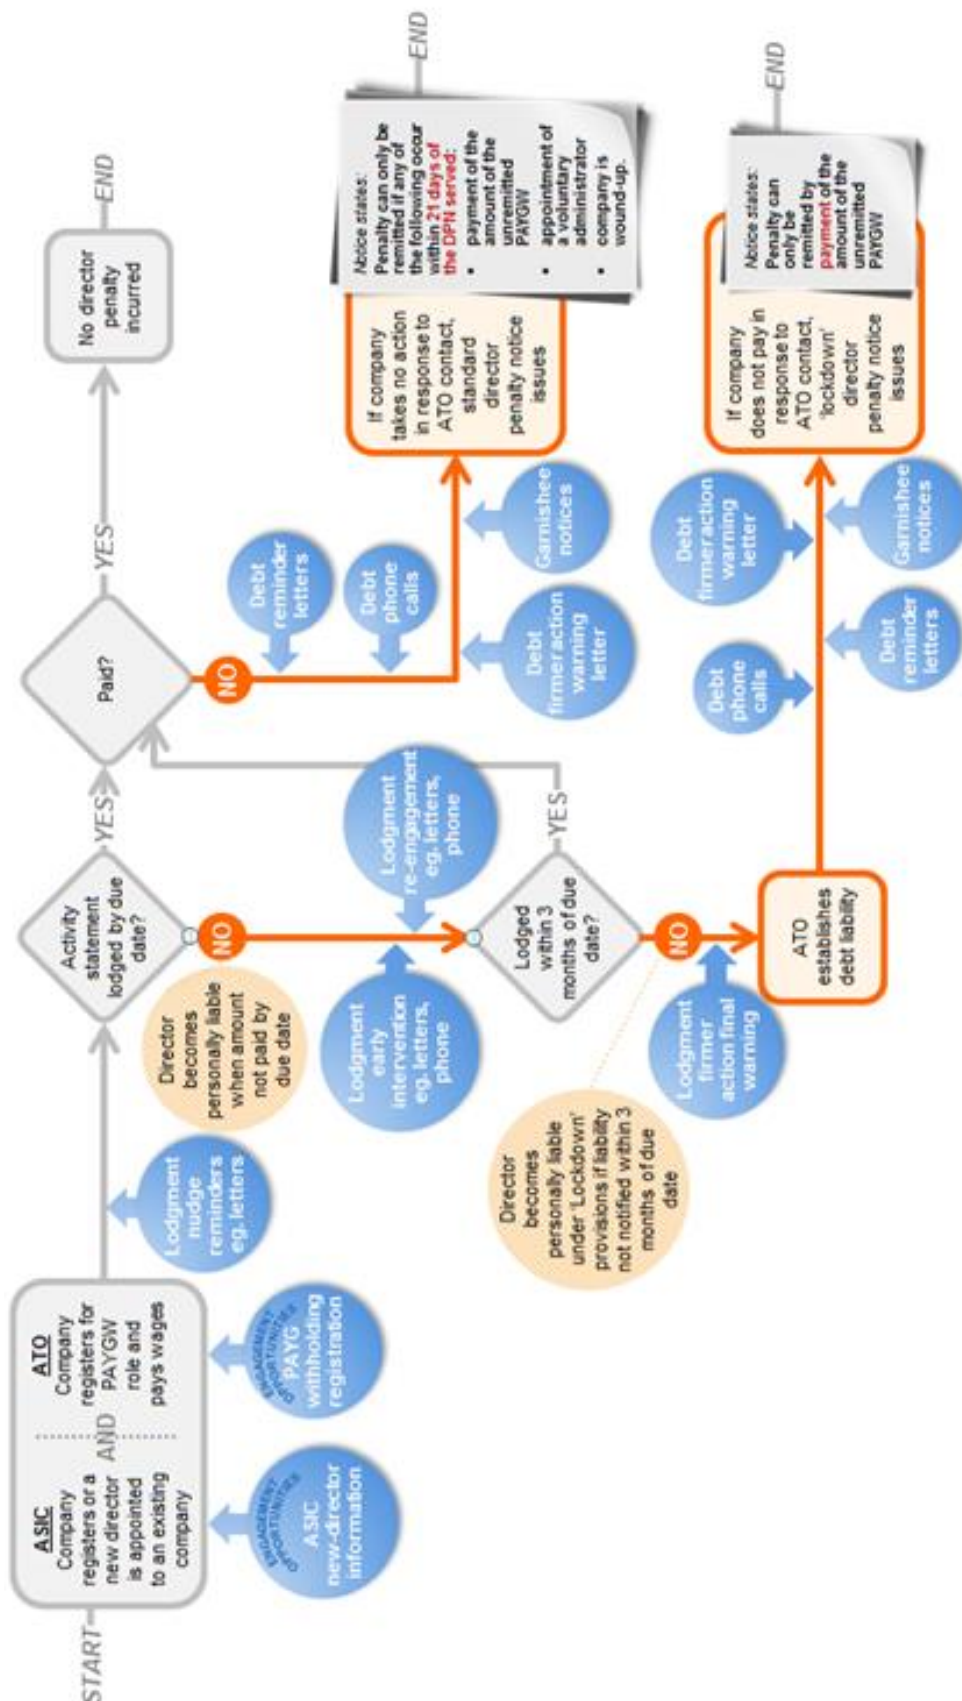 START
ASIC
Company
registers or a
new director
is appointed
to an existing
company
AND
ATO
Company
registers for
PAYGW
role and
pays wages
ENGAGEMENT
OPPORTUNITIES
ASIC
new-director
information
ENGAGEMENT
OPPORTUNITIES
PAYG
withholding
registration
Lodgment
nudge
reminders
eg. letters
Activity
statement
lodged by due
date?
YES
Paid?
YES
No director
penalty
incurred
END
NO
Director
becomes
personally liable
when amount
not paid by
due date
Lodgment
early
intervention
eg. letters,
phone
Lodgment
re-engagement
eg. letters,
phone
Lodged
within 3
months of due
date?
YES
NO
Debt
reminder
letters
Debt
phone
calls
Debt
firmeraction
warning
letter
Garnishee
notices
If company
takes no action
in response to
ATO contact,
standard
director
penalty notice
issues
Notice states:
Penalty can only be
remitted if any of
the following occur
within 21 days of
the DPN served:
• payment of the
amount of the
unremitted
PAYGW
• appointment of
a voluntary
administrator
• company is
wound-up.
END
NO
Director
becomes
personally liable
under 'Lockdown'
provisions if liability
not notified within 3
months of due
date
Lodgment
firmer
action final
warning
ATO
establishes
debt liability
Debt
phone
calls
Debt
reminder
letters
Debt
firmeraction
warning
letter
Garnishee
notices
If company
does not pay in
response to
ATO contact,
'lockdown'
director
penalty notice
issues
Notice states:
Penalty can
only be
remitted by
payment of the
amount of the
unremitted
PAYGW
END